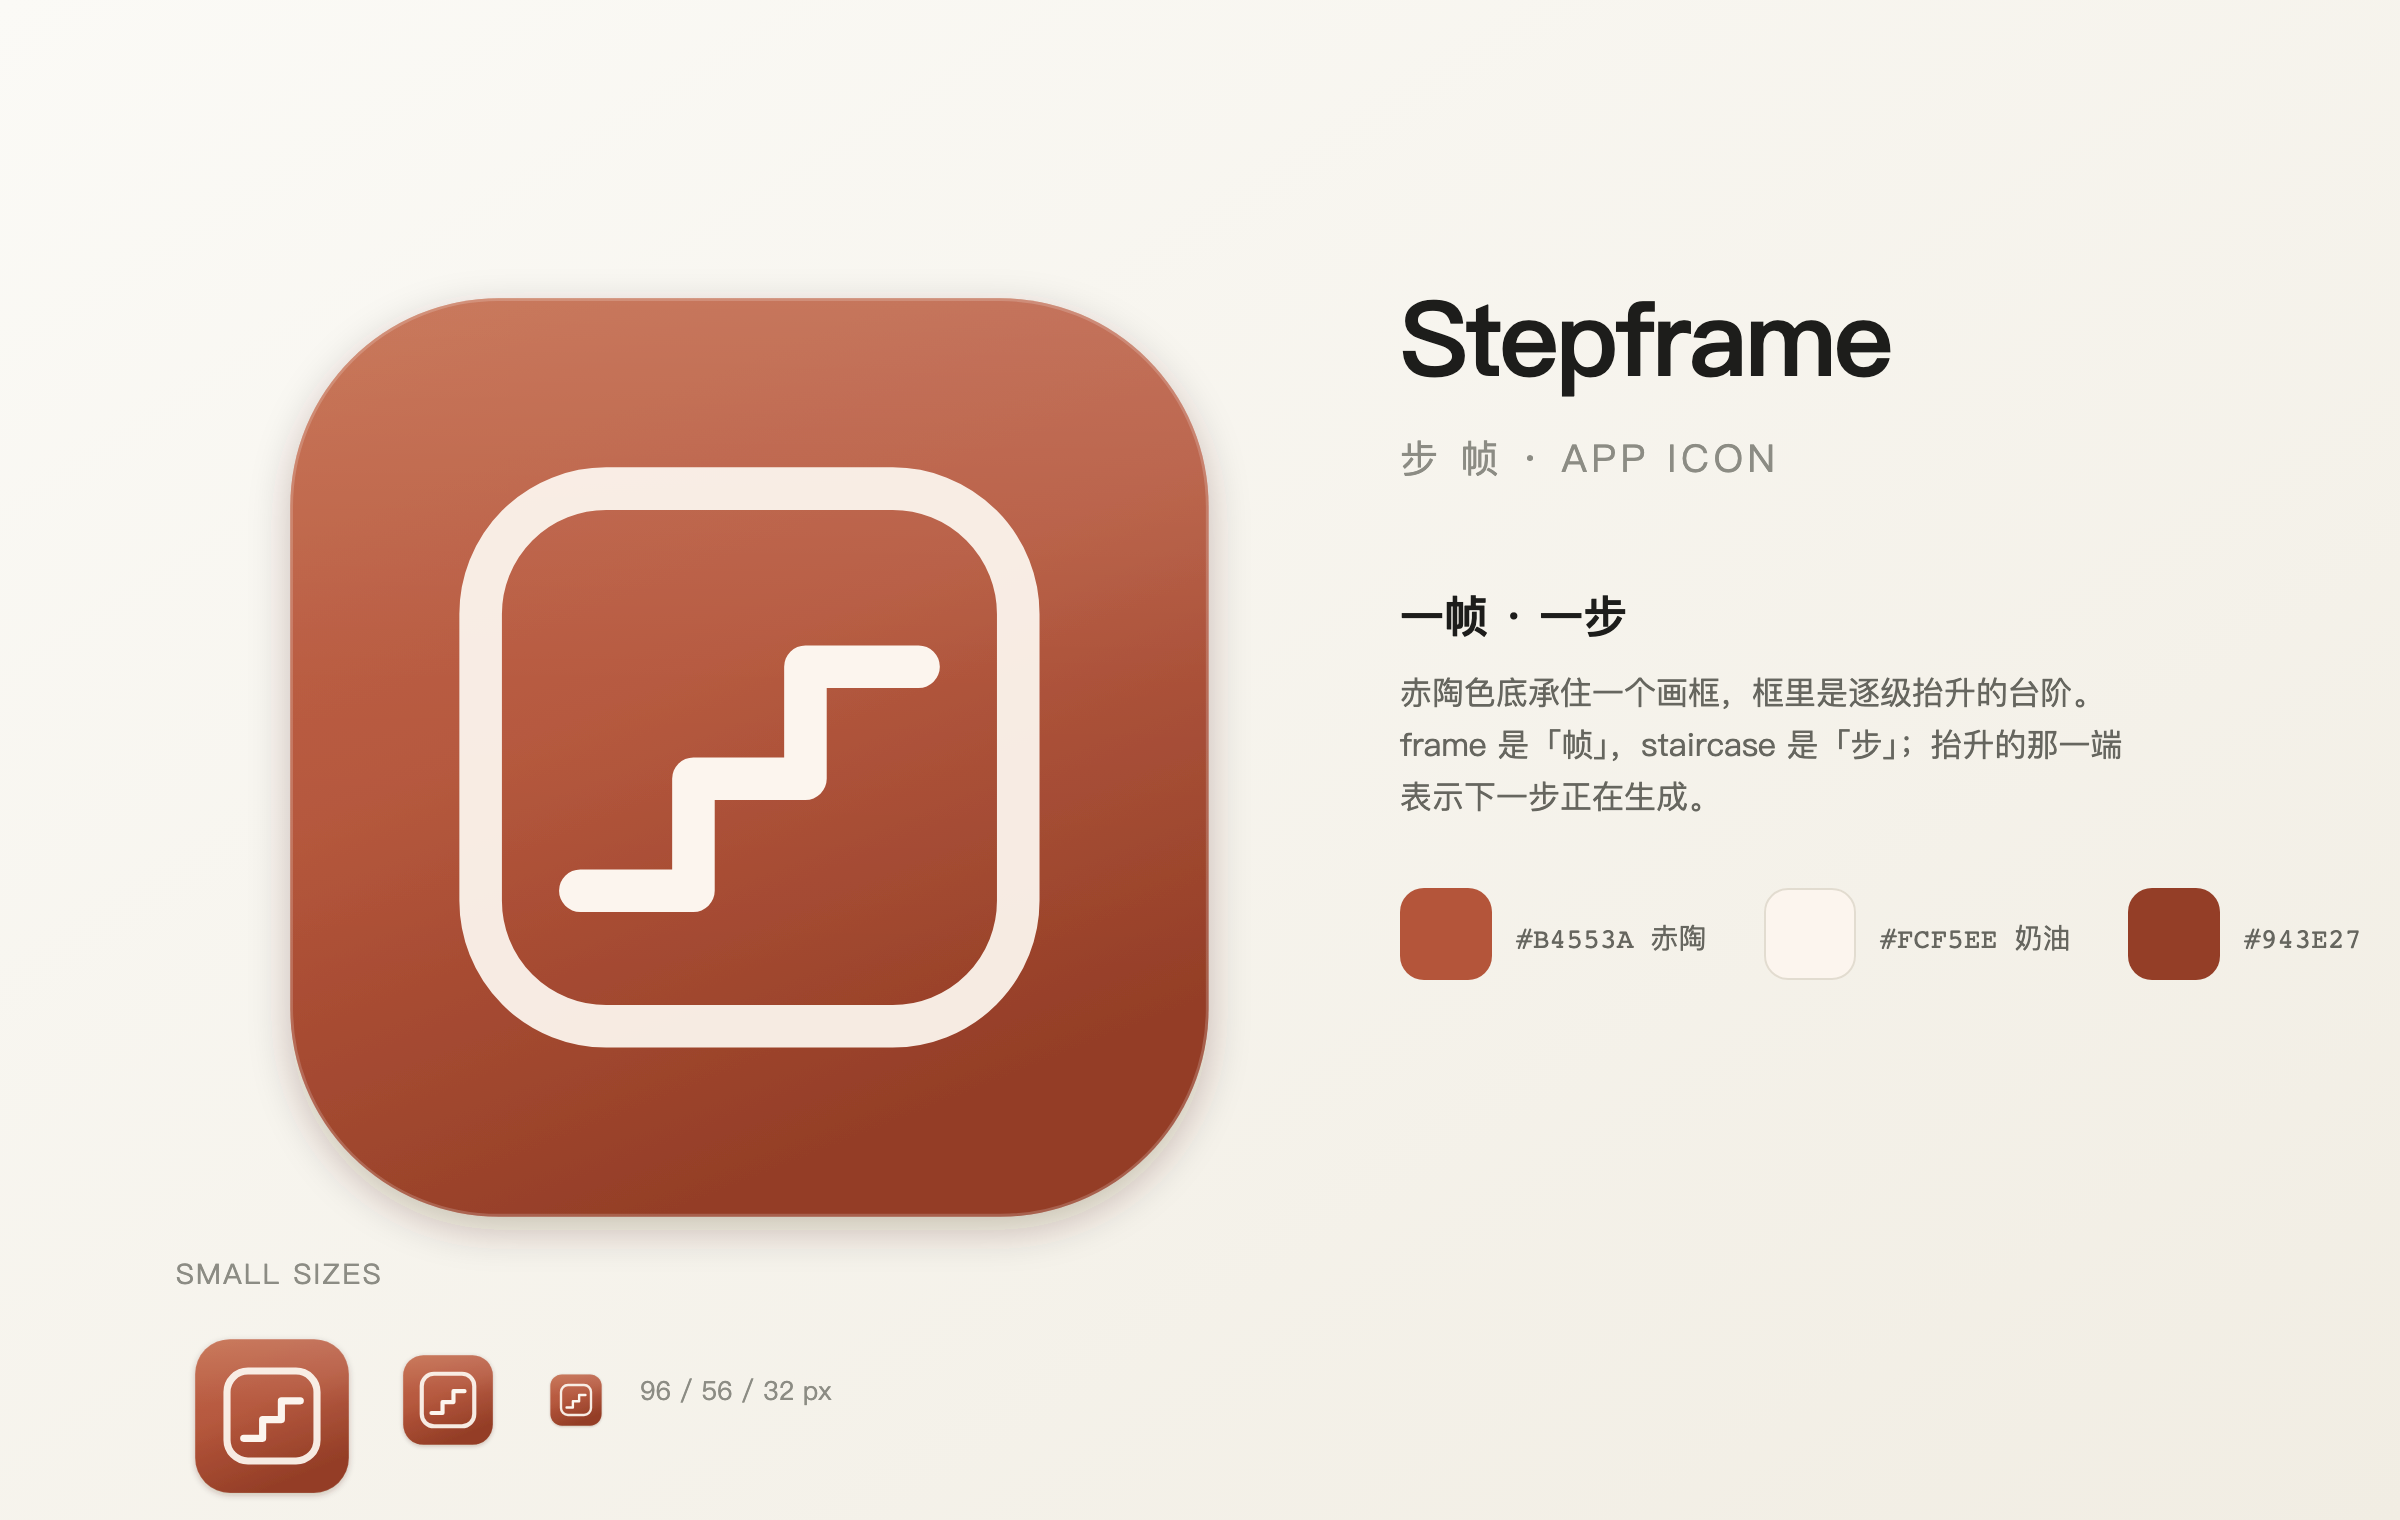 Stepframe
步 帧 · APP ICON
一帧 · 一步
赤陶色底承住一个画框，框里是逐级抬升的台阶。
frame 是「帧」，staircase 是「步」；抬升的那一端
表示下一步正在生成。
#B4553A 赤陶
#FCF5EE 奶油
#943E27
SMALL SIZES
96 / 56 / 32 px